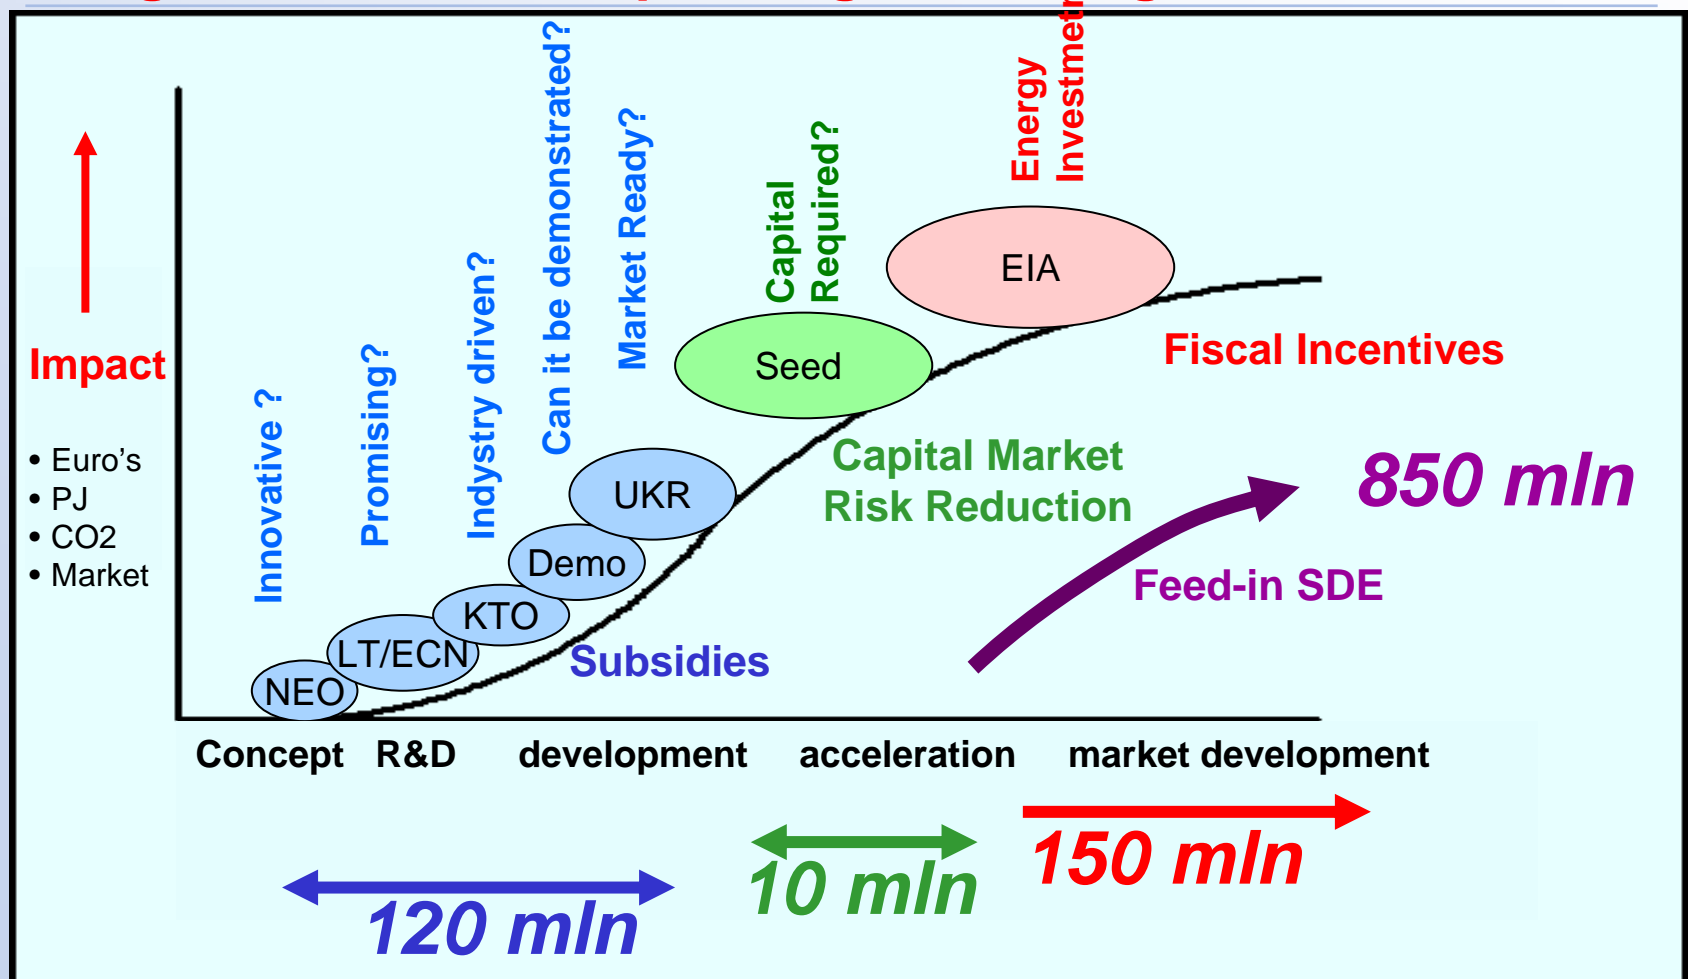 Innovative ?
Promising?
Indystry driven?
Can it be demonstrated?
Market Ready?
Capital
Required?
Energy
Impact
• Euro's
• PJ
• CO2
• Market
NEO
LT/ECN
KTO
Demo
UKR
Seed
EIA
Subsidies
Capital Market
Risk Reduction
Fiscal Incentives
Feed-in SDE
850 mln
Concept R&D development acceleration market development
120 mln
10 mln
150 mln